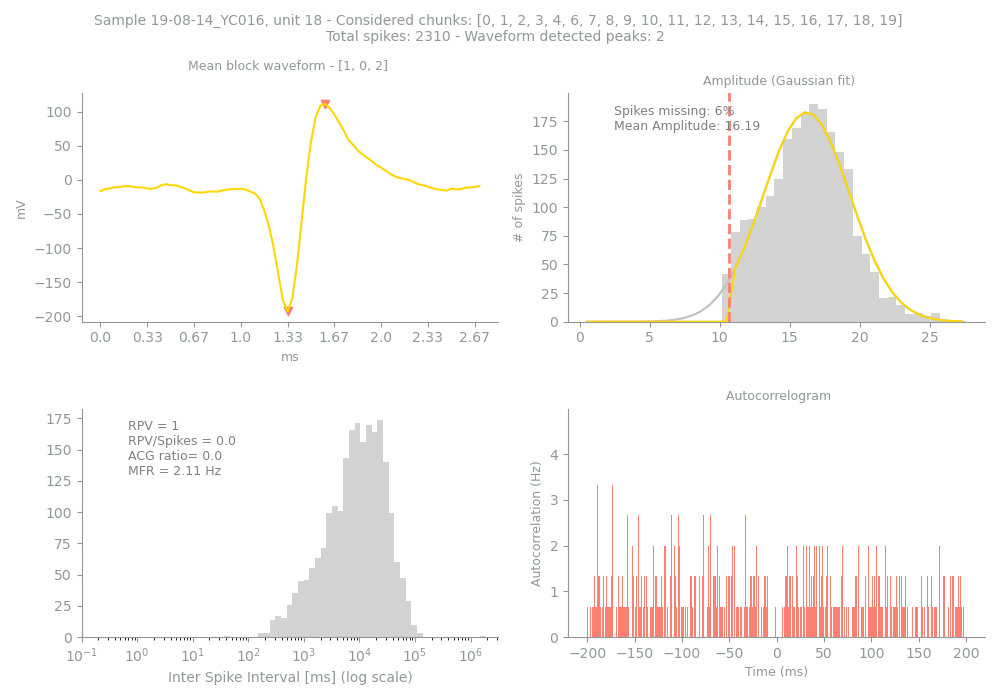 Sample 19-08-14_YC016, unit 18 - Considered chunks: [0, 1, 2, 3, 4, 6, 7, 8, 9, 10, 11, 12, 13, 14, 15, 16, 17, 18, 19]
Total spikes: 2310 - Waveform detected peaks: 2
Mean block waveform - [1, 0, 2]
100
50
0
−50
−100
−150
−200
mV
0.0 0.33 0.67 1.0 1.33 1.67 2.0 2.33 2.67
ms
Amplitude (Gaussian fit)
Spikes missing: 6%
Mean Amplitude: 16.19
175
150
125
100
75
50
25
0
# of spikes
0 5 10 15 20 25
RPV = 1
RPV/Spikes = 0.0
ACG ratio= 0.0
MFR = 2.11 Hz
175
150
125
100
75
50
25
0
10⁻¹ 10⁰ 10¹ 10² 10³ 10⁴ 10⁵ 10⁶
Inter Spike Interval [ms] (log scale)
Autocorrelogram
4
3
2
1
0
Autocorrelation (Hz)
−200 −150 −100 −50 0 50 100 150 200
Time (ms)